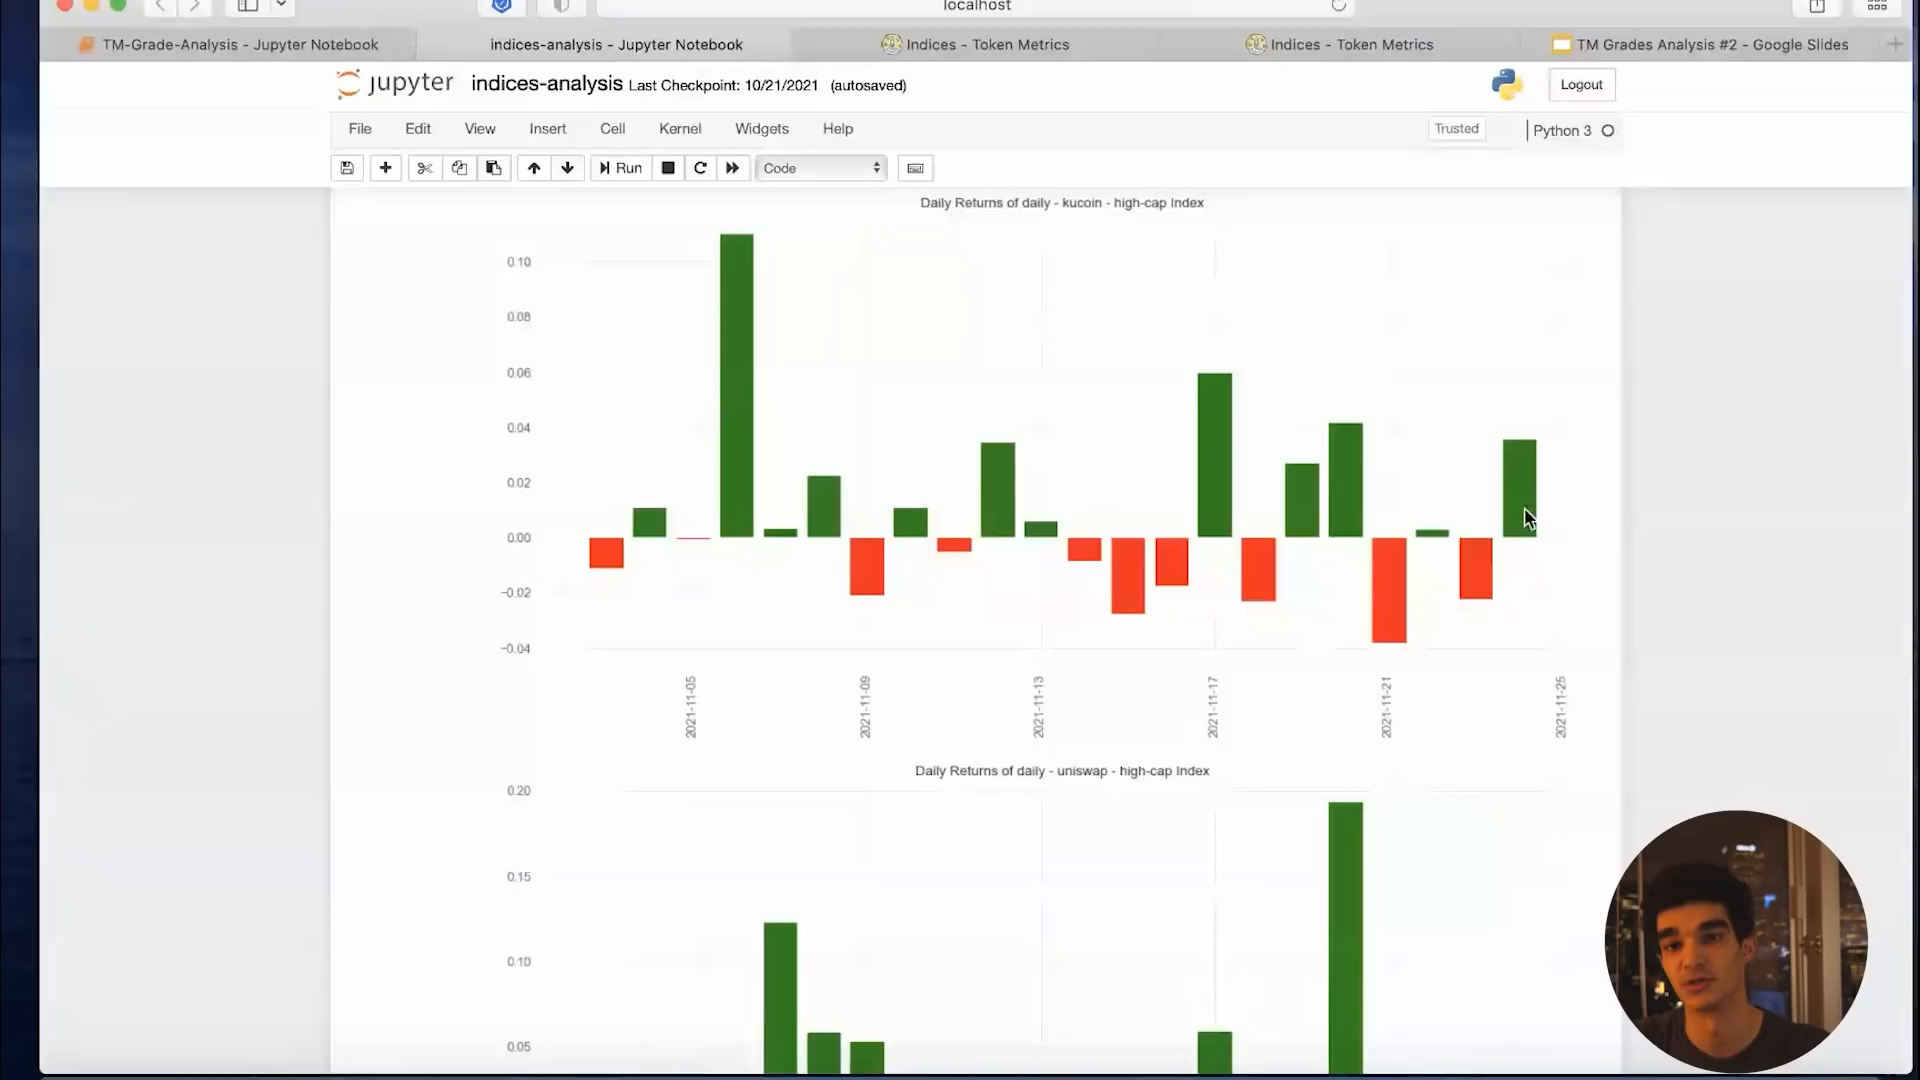 localhost
TM-Grade-Analysis - Jupyter Notebook
indices-analysis - Jupyter Notebook
Indices - Token Metrics
Indices - Token Metrics
TM Grades Analysis #2 - Google Slides
jupyter indices-analysis Last Checkpoint: 10/21/2021 (autosaved)
Logout
File Edit View Insert Cell Kernel Widgets Help
Trusted
Python 3
Run
Code
Daily Returns of daily - kucoin - high-cap Index
0.10
0.08
0.06
0.04
0.02
0.00
−0.02
−0.04
2021-11-05
2021-11-09
2021-11-13
2021-11-17
2021-11-21
2021-11-25
Daily Returns of daily - uniswap - high-cap Index
0.20
0.15
0.10
0.05